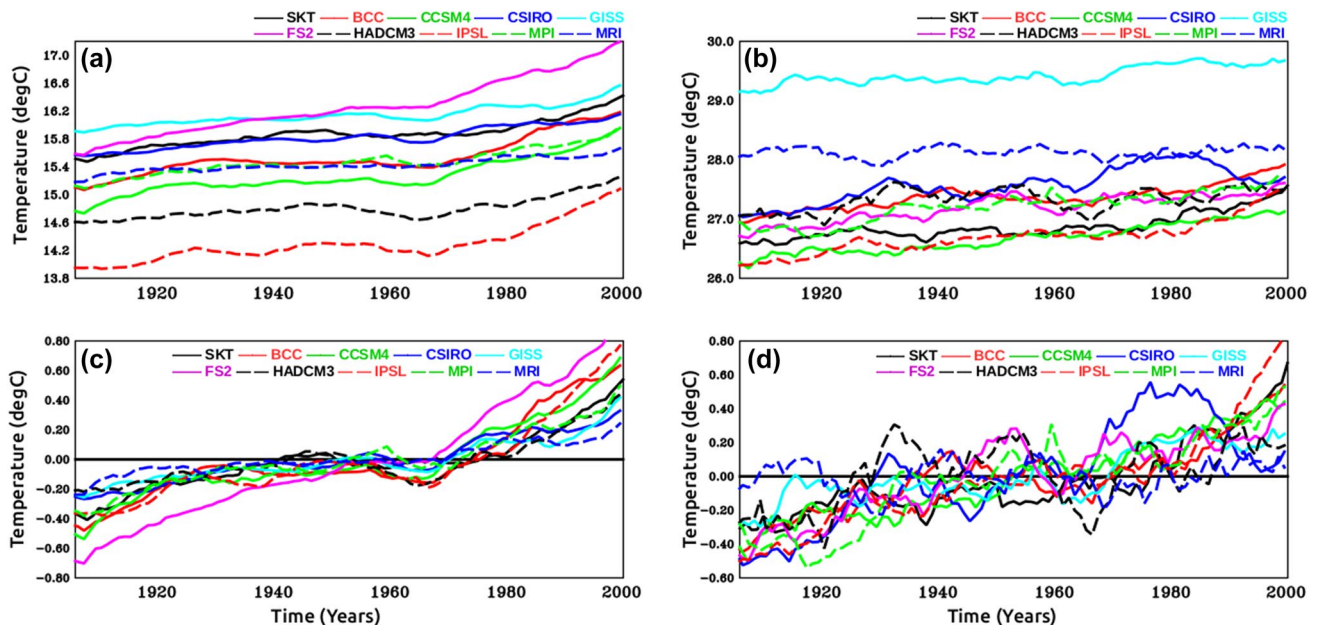 SKT BCC CCSM4 CSIRO GISS
FS2 HADCM3 IPSL MPI MRI
(a)
Temperature (degC)
17.0
16.6
16.2
15.8
15.4
15.0
14.6
14.2
13.8
1920 1940 1960 1980 2000
SKT BCC CCSM4 CSIRO GISS
FS2 HADCM3 IPSL MPI MRI
(b)
Temperature (degC)
30.0
29.0
28.0
27.0
26.0
1920 1940 1960 1980 2000
(c)
SKT BCC CCSM4 CSIRO GISS
FS2 HADCM3 IPSL MPI MRI
Temperature (degC)
0.80
0.60
0.40
0.20
0.00
−0.20
−0.40
−0.60
−0.80
1920 1940 1960 1980 2000
Time (Years)
(d)
SKT BCC CCSM4 CSIRO GISS
FS2 HADCM3 IPSL MPI MRI
Temperature (degC)
0.80
0.60
0.40
0.20
0.00
−0.20
−0.40
−0.60
1920 1940 1960 1980 2000
Time (Years)